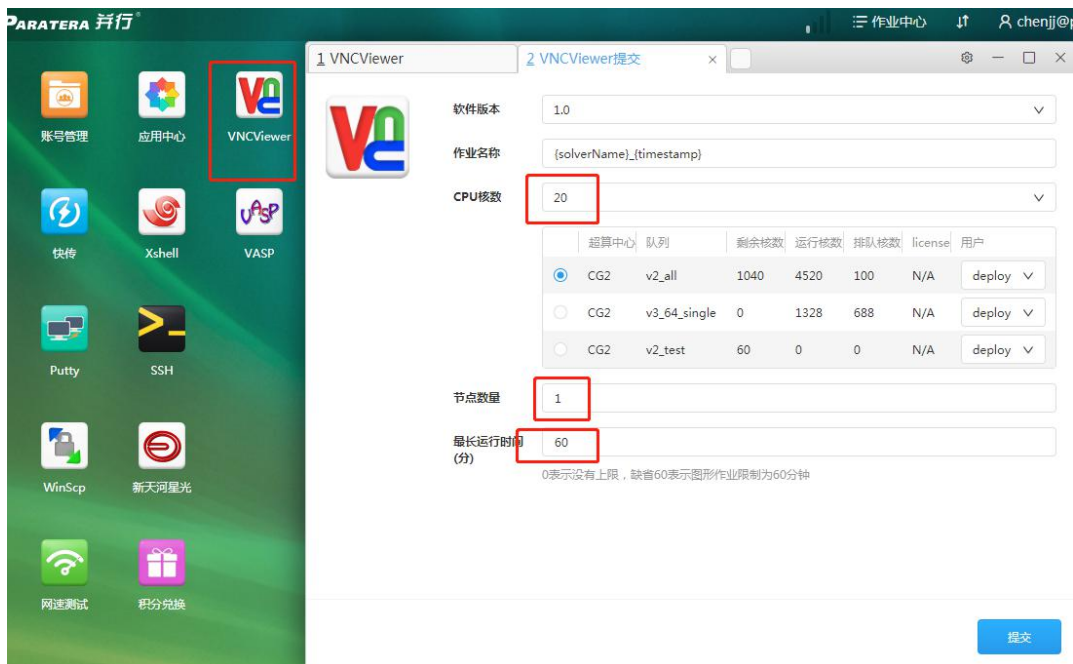 PARATERA 并行®
作业中心
chenjj@p
账号管理
应用中心
VNCViewer
快传
Xshell
VASP
Putty
SSH
WinScp
新天河星光
网速测试
积分兑换
1 VNCViewer
2 VNCViewer提交
软件版本 1.0
作业名称 {solverName}_{timestamp}
CPU核数 20
超算中心 队列 剩余核数 运行核数 排队核数 license 用户
CG2 v2_all 1040 4520 100 N/A deploy
CG2 v3_64_single 0 1328 688 N/A deploy
CG2 v2_test 60 0 0 N/A deploy
节点数量 1
最长运行时间 60
(分)
0表示没有上限，缺省60表示图形作业限制为60分钟
提交